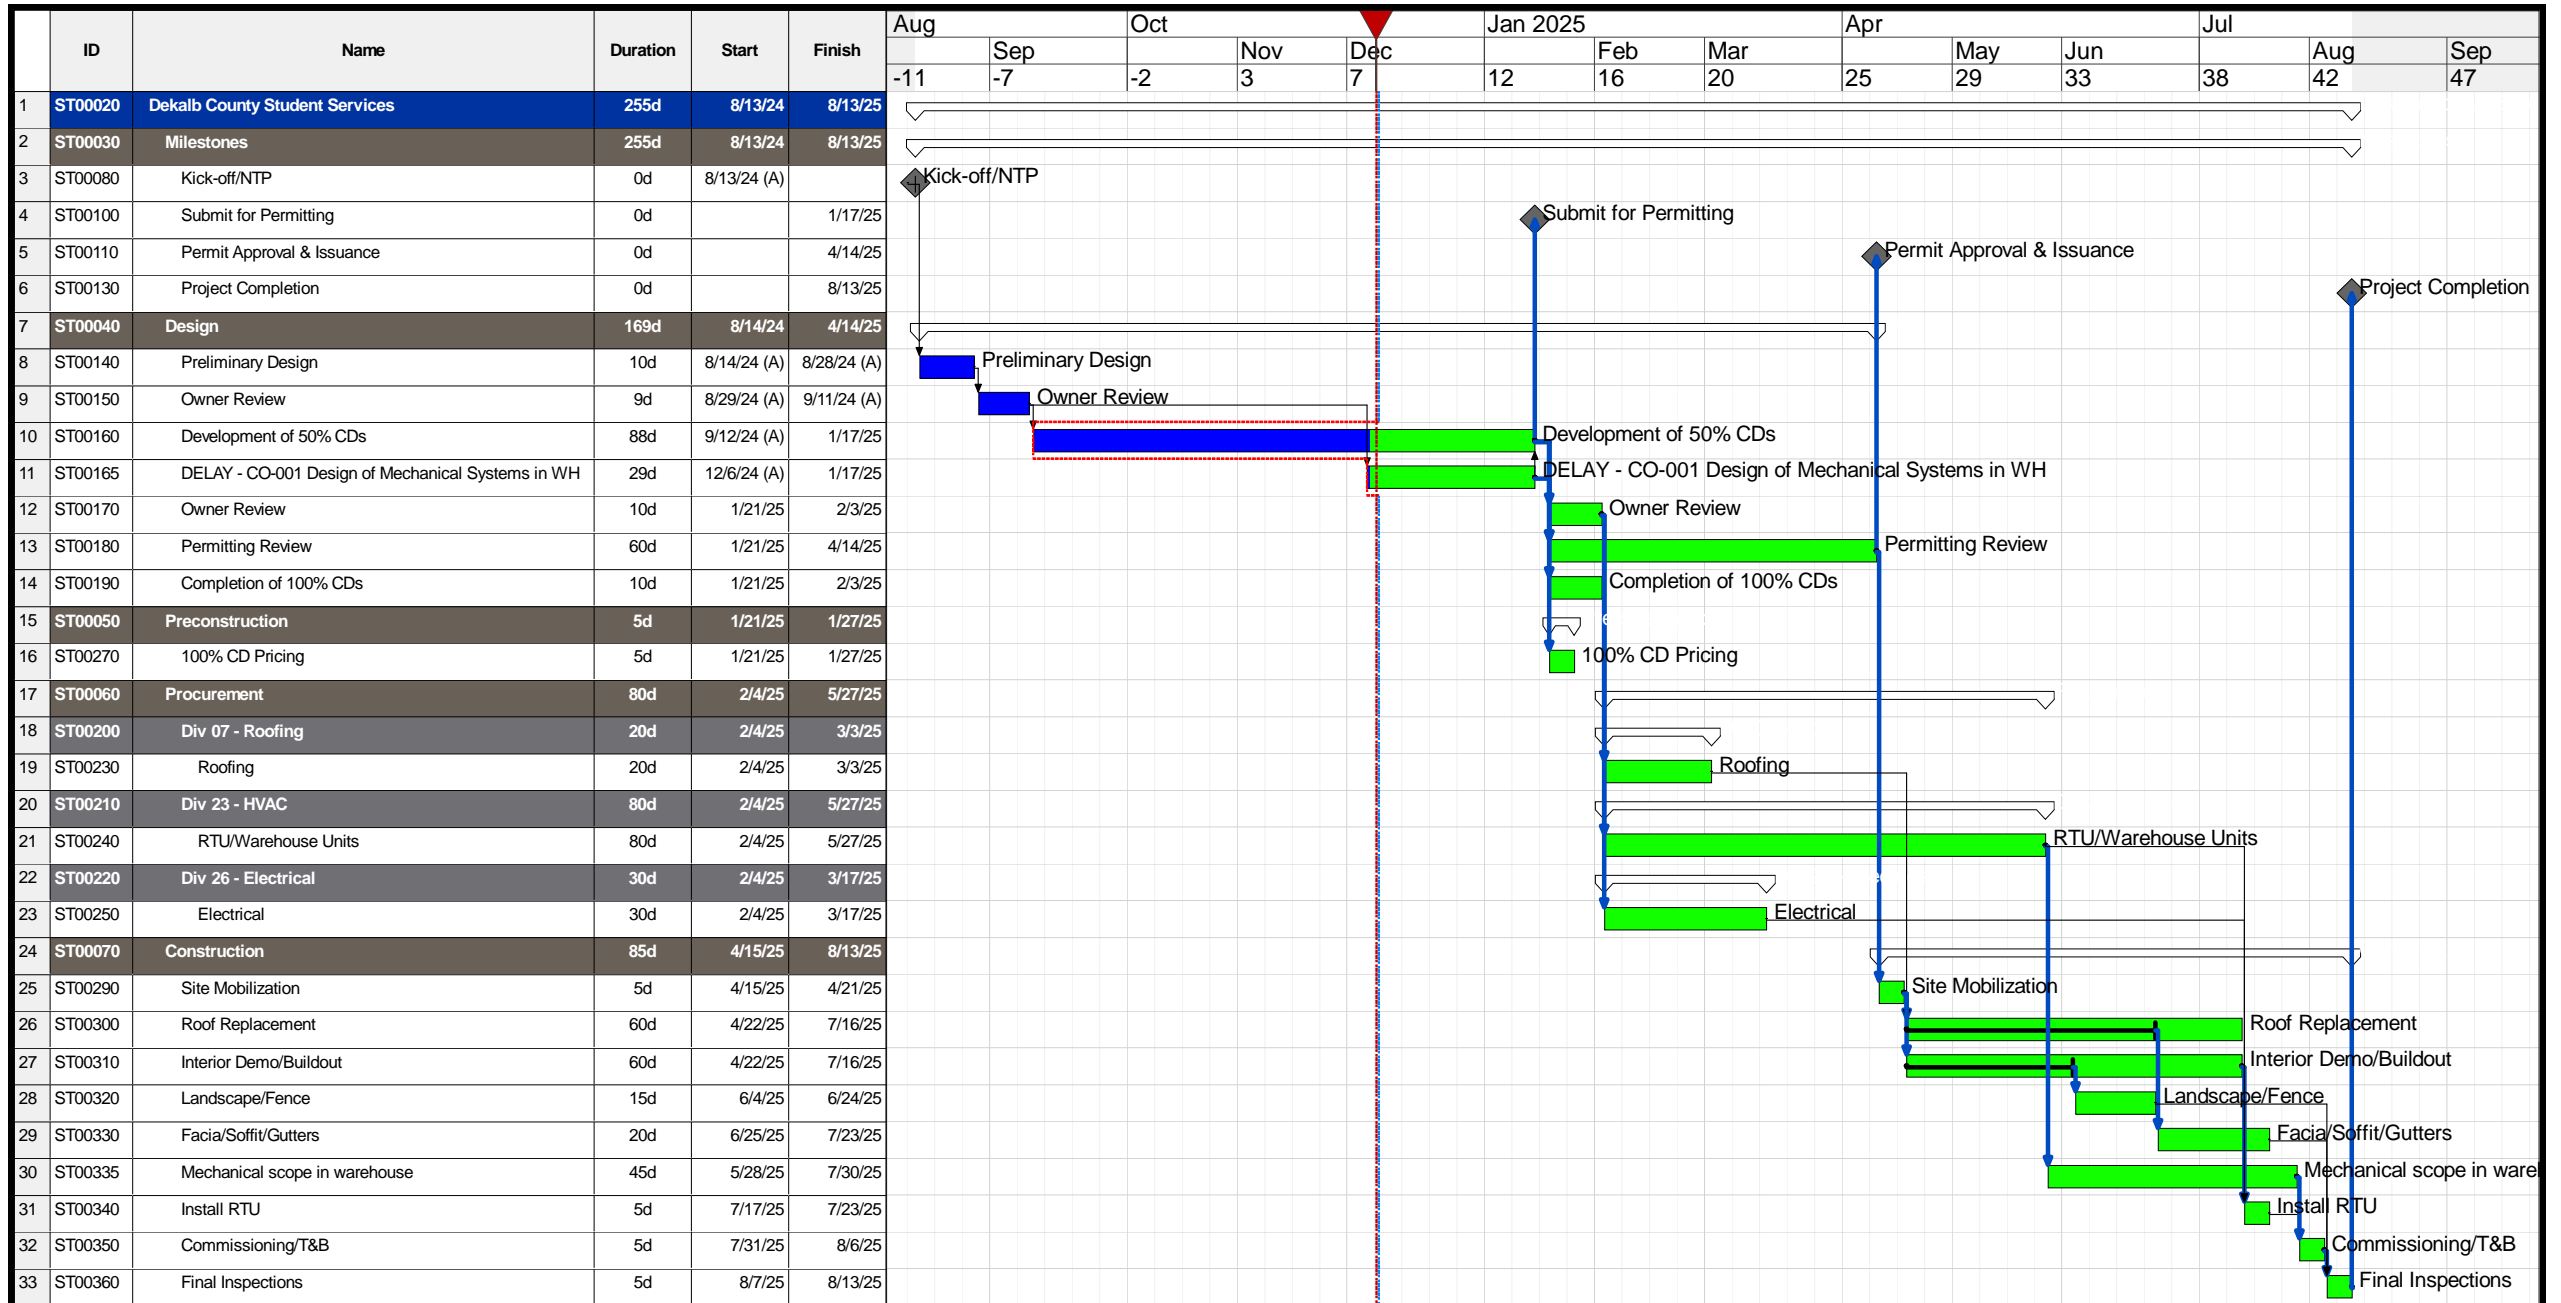 Aug Oct Jan 2025 Apr Jul
ID Name Duration Start Finish
Sep Nov Dec Feb Mar May Jun Aug Sep
-11 -7 -2 3 7 12 16 20 25 29 33 38 42 47
1 ST00020 Dekalb County Student Services 255d 8/13/24 8/13/25
2 ST00030 Milestones 255d 8/13/24 8/13/25
3 ST00080 Kick-off/NTP 0d 8/13/24 (A) Kick-off/NTP
4 ST00100 Submit for Permitting 0d 1/17/25 Submit for Permitting
5 ST00110 Permit Approval & Issuance 0d 4/14/25 Permit Approval & Issuance
6 ST00130 Project Completion 0d 8/13/25 Project Completion
7 ST00040 Design 169d 8/14/24 4/14/25
8 ST00140 Preliminary Design 10d 8/14/24 (A) 8/28/24 (A) Preliminary Design
9 ST00150 Owner Review 9d 8/29/24 (A) 9/11/24 (A) Owner Review
10 ST00160 Development of 50% CDs 88d 9/12/24 (A) 1/17/25 Development of 50% CDs
11 ST00165 DELAY - CO-001 Design of Mechanical Systems in WH 29d 12/6/24 (A) 1/17/25 DELAY - CO-001 Design of Mechanical Systems in WH
12 ST00170 Owner Review 10d 1/21/25 2/3/25 Owner Review
13 ST00180 Permitting Review 60d 1/21/25 4/14/25 Permitting Review
14 ST00190 Completion of 100% CDs 10d 1/21/25 2/3/25 Completion of 100% CDs
15 ST00050 Preconstruction 5d 1/21/25 1/27/25
16 ST00270 100% CD Pricing 5d 1/21/25 1/27/25 100% CD Pricing
17 ST00060 Procurement 80d 2/4/25 5/27/25
18 ST00200 Div 07 - Roofing 20d 2/4/25 3/3/25
19 ST00230 Roofing 20d 2/4/25 3/3/25 Roofing
20 ST00210 Div 23 - HVAC 80d 2/4/25 5/27/25
21 ST00240 RTU/Warehouse Units 80d 2/4/25 5/27/25 RTU/Warehouse Units
22 ST00220 Div 26 - Electrical 30d 2/4/25 3/17/25
23 ST00250 Electrical 30d 2/4/25 3/17/25 Electrical
24 ST00070 Construction 85d 4/15/25 8/13/25
25 ST00290 Site Mobilization 5d 4/15/25 4/21/25 Site Mobilization
26 ST00300 Roof Replacement 60d 4/22/25 7/16/25 Roof Replacement
27 ST00310 Interior Demo/Buildout 60d 4/22/25 7/16/25 Interior Demo/Buildout
28 ST00320 Landscape/Fence 15d 6/4/25 6/24/25 Landscape/Fence
29 ST00330 Facia/Soffit/Gutters 20d 6/25/25 7/23/25 Facia/Soffit/Gutters
30 ST00335 Mechanical scope in warehouse 45d 5/28/25 7/30/25 Mechanical scope in
31 ST00340 Install RTU 5d 7/17/25 7/23/25 Install RTU
32 ST00350 Commissioning/T&B 5d 7/31/25 8/6/25 Commissioning/T&B
33 ST00360 Final Inspections 5d 8/7/25 8/13/25 Final Inspections